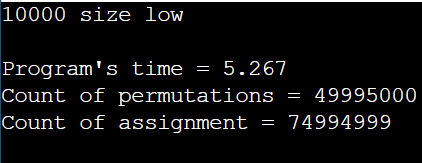 10000 size low
Program's time = 5.267
Count of permutations = 49995000
Count of assignment = 74994999